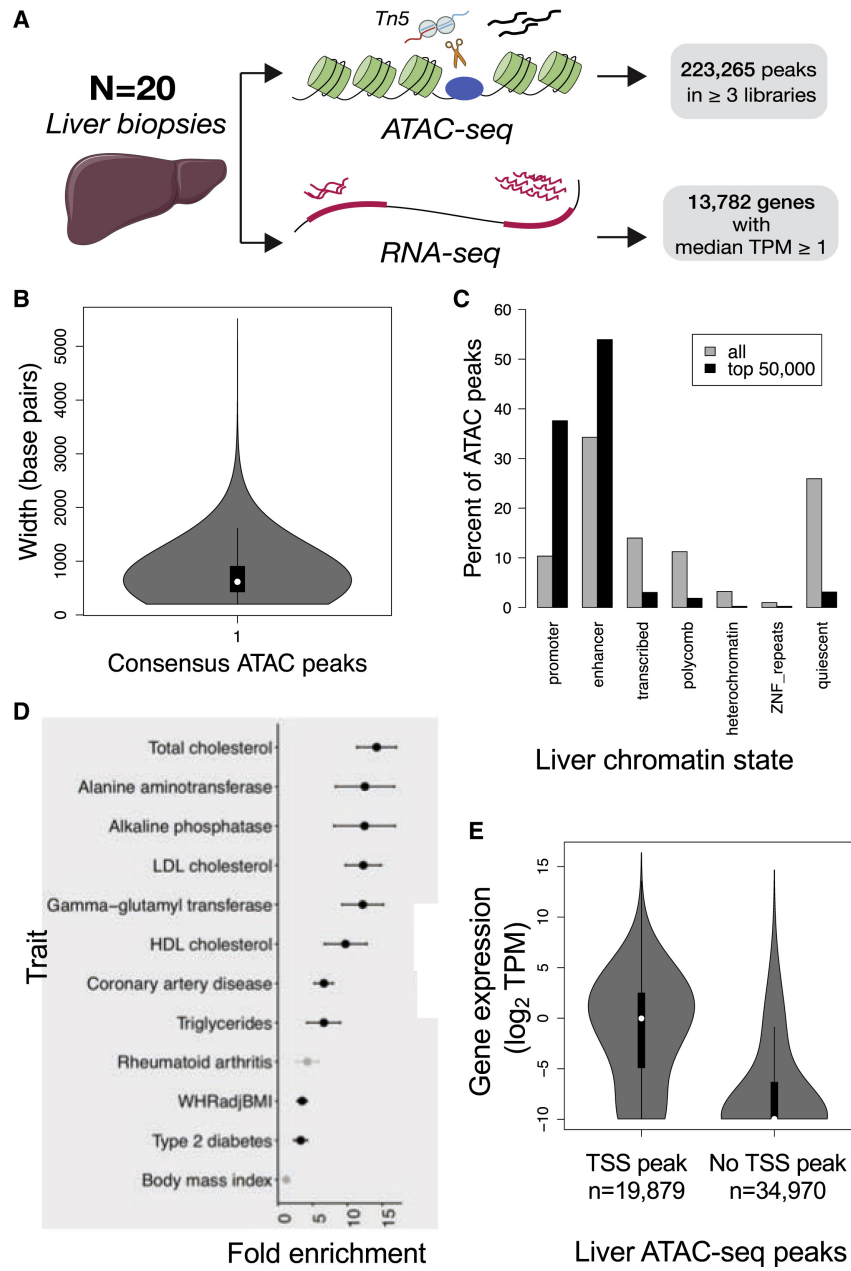 A
N=20
Liver biopsies
Tn5
ATAC-seq
223,265 peaks
in ≥ 3 libraries
RNA-seq
13,782 genes
with
median TPM ≥ 1
B
Width (base pairs)
5000
4000
3000
2000
1000
0
1
Consensus ATAC peaks
C
Percent of ATAC peaks
60
50
40
30
20
10
0
all
top 50,000
promoter
enhancer
transcribed
polycomb
heterochromatin
ZNF_repeats
quiescent
Liver chromatin state
D
Trait
Total cholesterol
Alanine aminotransferase
Alkaline phosphatase
LDL cholesterol
Gamma−glutamyl transferase
HDL cholesterol
Coronary artery disease
Triglycerides
Rheumatoid arthritis
WHRadjBMI
Type 2 diabetes
Body mass index
0 5 10 15
Fold enrichment
E
Gene expression
(log₂ TPM)
15
10
5
0
−5
−10
TSS peak No TSS peak
n=19,879 n=34,970
Liver ATAC-seq peaks